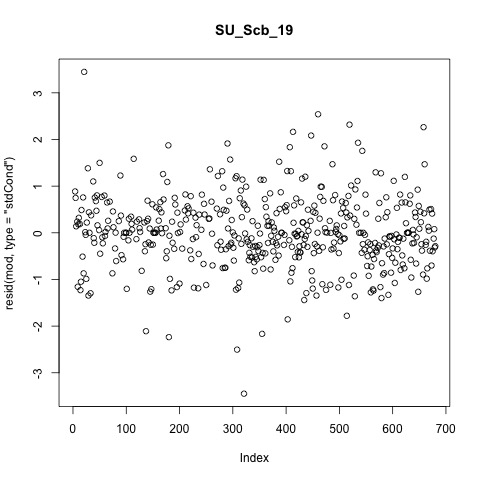 SU_Scb_19
resid(mod, type = "stdCond")
3
2
1
0
-1
-2
-3
0 100 200 300 400 500 600 700
Index